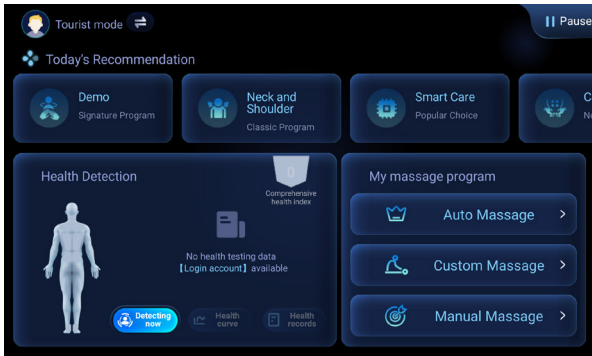 Tourist mode
Pause
Today's Recommendation
Demo
Signature Program
Neck and
Shoulder
Classic Program
Smart Care
Popular Choice
Health Detection
0
Comprehensive
health index
No health testing data
【Login account】available
Detecting
now
Health
curve
Health
records
My massage program
Auto Massage
Custom Massage
Manual Massage